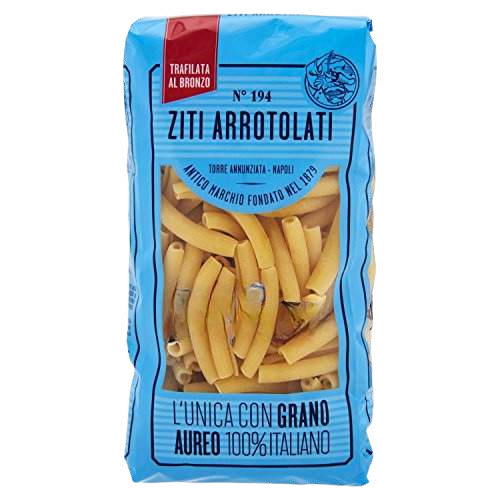 TRAFILATA
AL BRONZO
N° 194
ZITI ARROTOLATI
TORRE ANNUNZIATA - NAPOLI
ANTICO MARCHIO FONDATO NEL 1879
L'UNICA CON GRANO
AUREO 100% ITALIANO